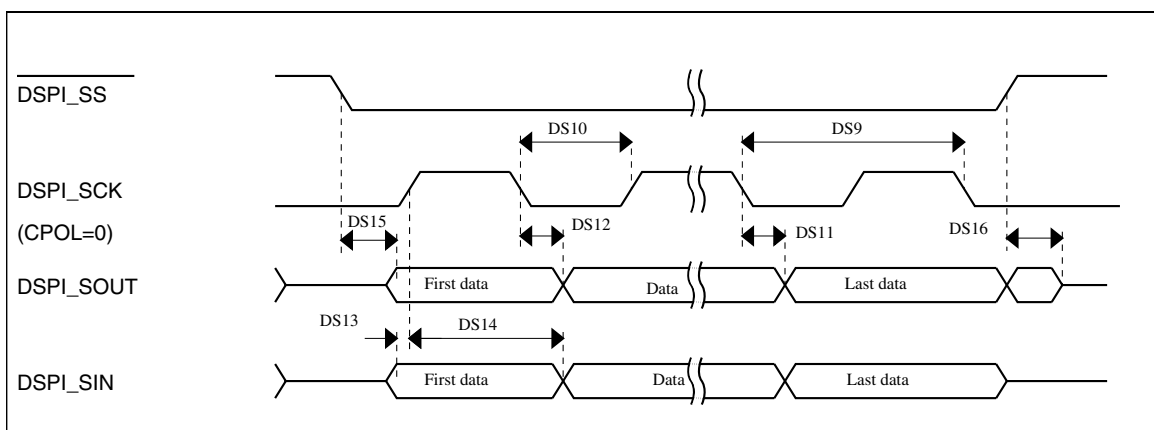 DSPI_SS
DS10
DS9
DSPI_SCK
(CPOL=0)
DS15
DS12
DS11
DS16
DSPI_SOUT
First data
Data
Last data
DS13
DS14
DSPI_SIN
First data
Data
Last data